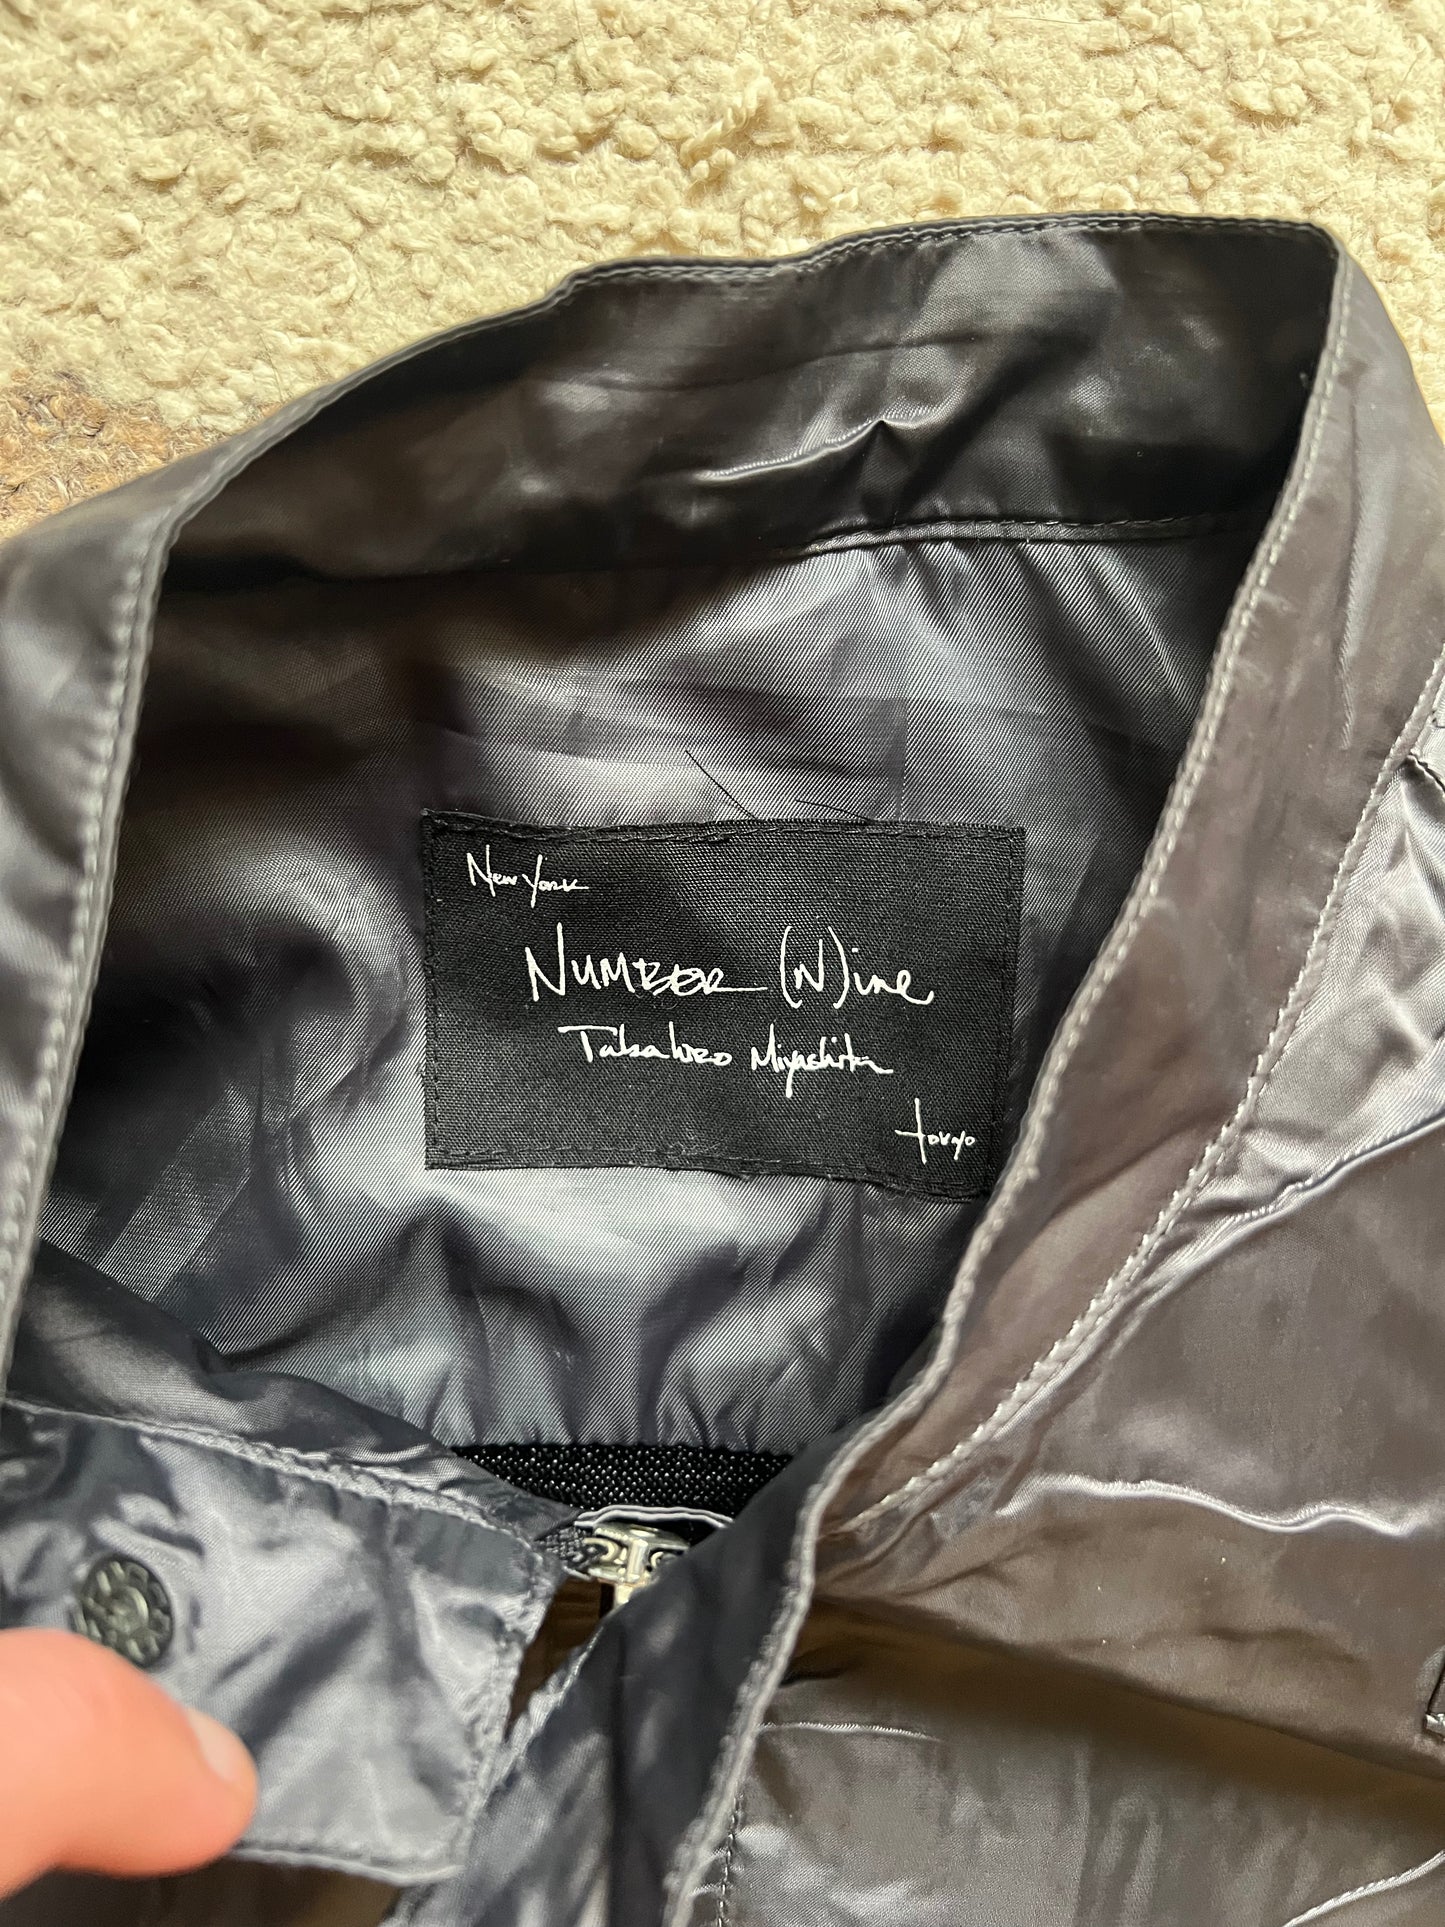 New York
Number (N)ine
Takahiro Miyashita
tokyo